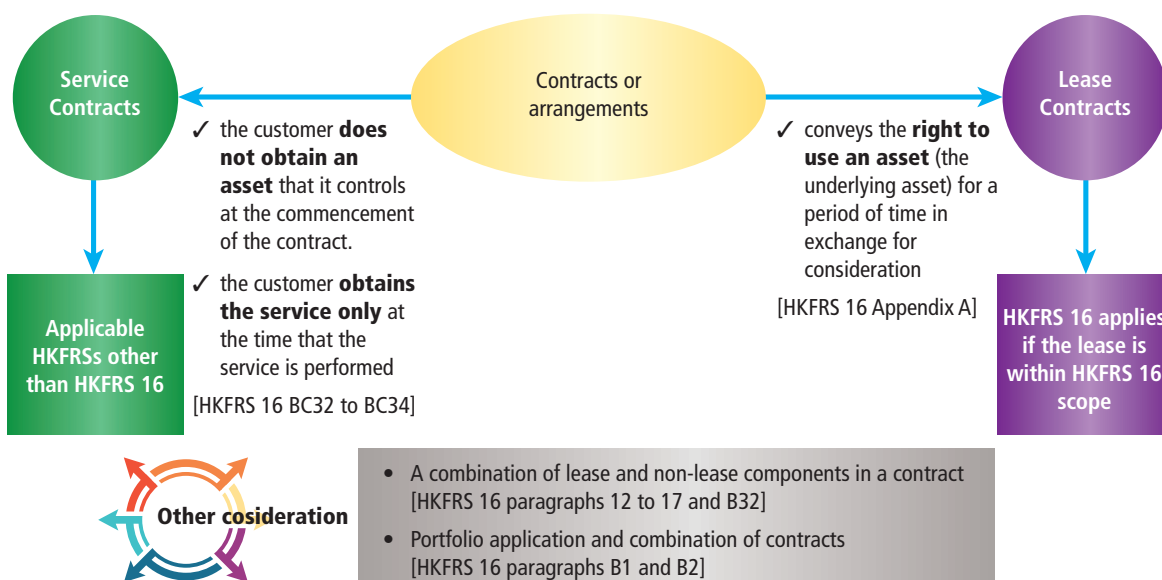 Service
Contracts
Contracts or
arrangements
Lease
Contracts
✓ the customer does
not obtain an
asset that it controls
at the commencement
of the contract.
✓ the customer obtains
the service only at
the time that the
service is performed
[HKFRS 16 BC32 to BC34]
✓ conveys the right to
use an asset (the
underlying asset) for a
period of time in
exchange for
consideration
[HKFRS 16 Appendix A]
Applicable
HKFRSs other
than HKFRS 16
HKFRS 16 applies
if the lease is
within HKFRS 16
scope
Other cosideration
• A combination of lease and non-lease components in a contract
[HKFRS 16 paragraphs 12 to 17 and B32]
• Portfolio application and combination of contracts
[HKFRS 16 paragraphs B1 and B2]